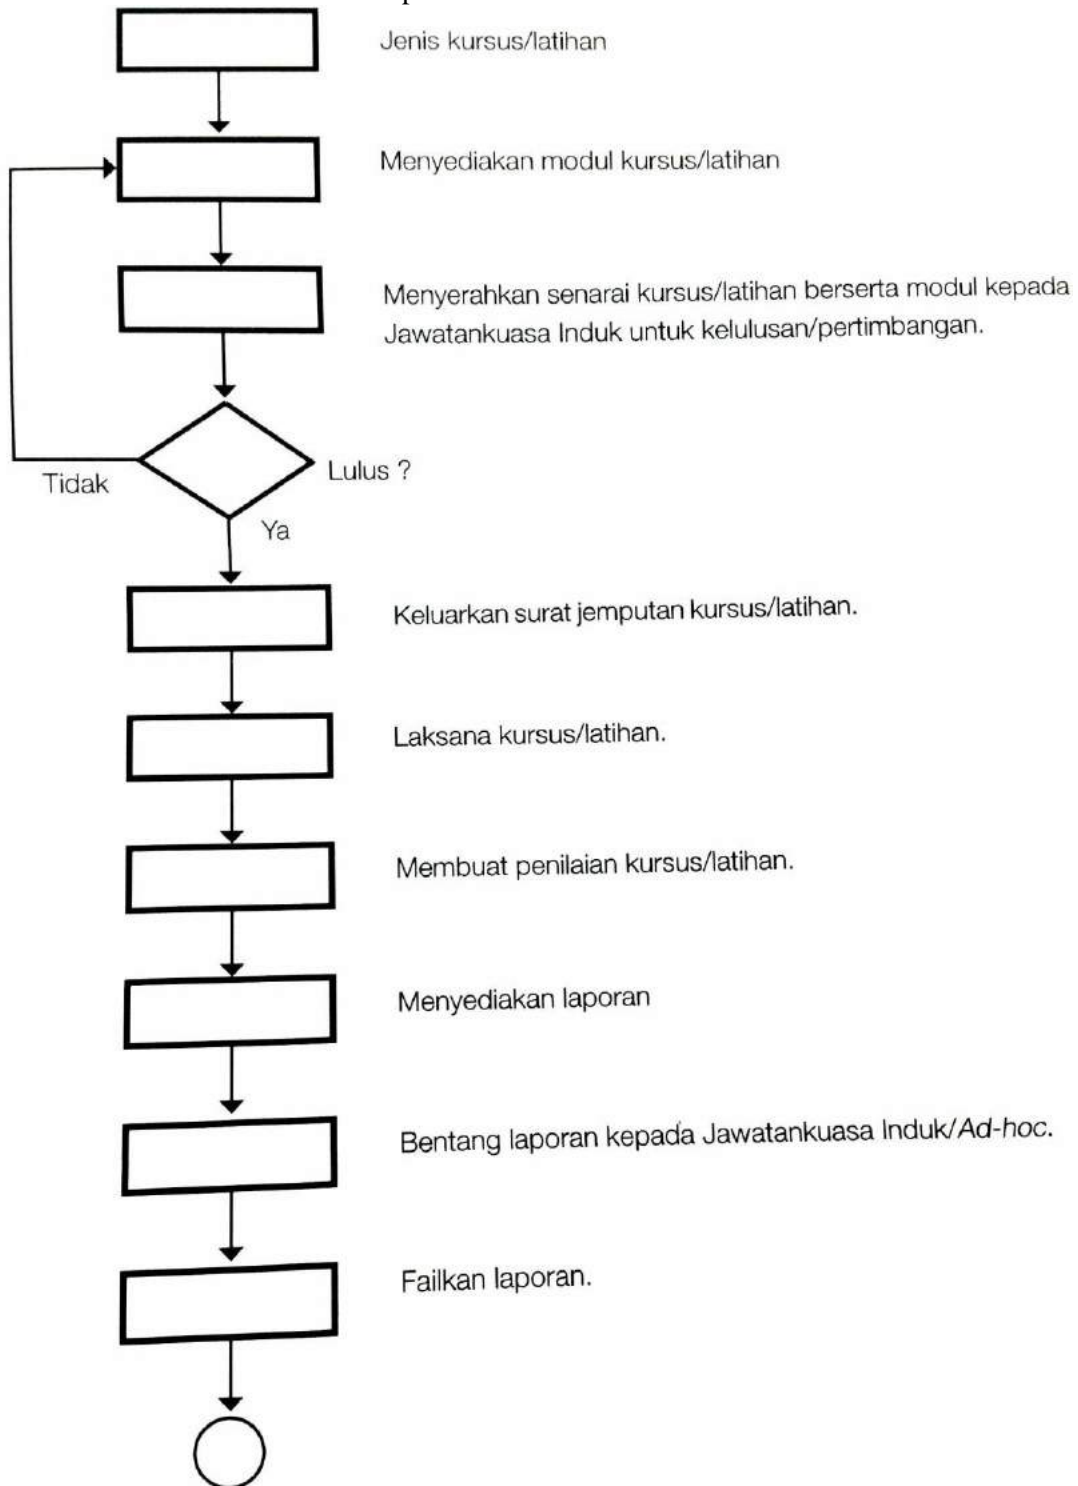 Jenis kursus/latihan
Menyediakan modul kursus/latihan
Menyerahkan senarai kursus/latihan berserta modul kepada
Jawatankuasa Induk untuk kelulusan/pertimbangan.
Lulus ?
Tidak
Ya
Keluarkan surat jemputan kursus/latihan.
Laksana kursus/latihan.
Membuat penilaian kursus/latihan.
Menyediakan laporan
Bentang laporan kepada Jawatankuasa Induk/Ad-hoc.
Failkan laporan.